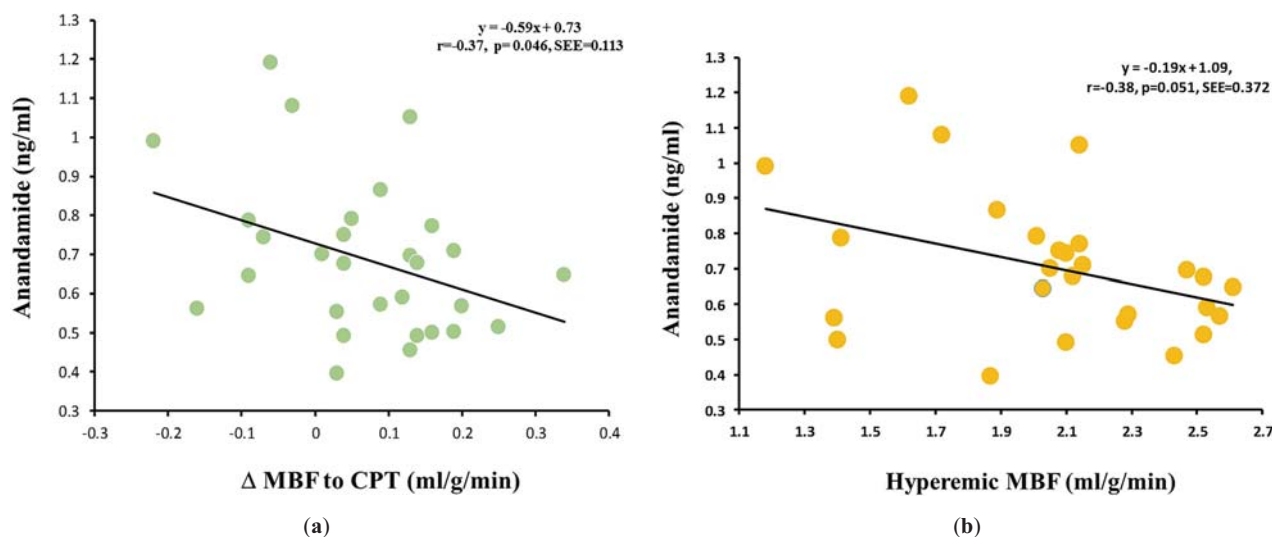 1.3
1.2
1.1
1
0.9
0.8
0.7
0.6
0.5
0.4
0.3
Anandamide (ng/ml)
y = -0.59x + 0.73
r=-0.37, p= 0.046, SEE=0.113
-0.3 -0.2 -0.1 0 0.1 0.2 0.3 0.4
Δ MBF to CPT (ml/g/min)
(a)
1.3
1.2
1.1
1
0.9
0.8
0.7
0.6
0.5
0.4
0.3
Anandamide (ng/ml)
y = -0.19x + 1.09,
r=-0.38, p=0.051, SEE=0.372
1.1 1.3 1.5 1.7 1.9 2.1 2.3 2.5 2.7
Hyperemic MBF (ml/g/min)
(b)